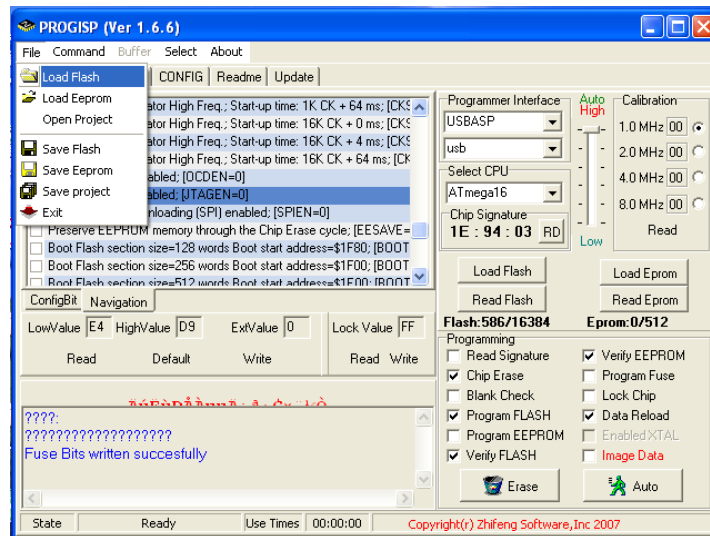 PROGISP (Ver 1.6.6)
File Command Buffer Select About
Load Flash
Load Eeprom
Open Project
Save Flash
Save Eeprom
Save project
Exit
CONFIG Readme Update
ator High Freq.; Start-up time: 1K CK + 64 ms; [CKS
ator High Freq.; Start-up time: 16K CK + 0 ms; [CKS
ator High Freq.; Start-up time: 16K CK + 4 ms; [CKS
ator High Freq.; Start-up time: 16K CK + 64 ms; [CK
abled; [OCDEN=0]
abled; [JTAGEN=0]
nloading (SPI) enabled; [SPIEN=0]
Preserve EEPROM memory through the Chip Erase cycle; [EESAVE=
Boot Flash section size=128 words Boot start address=$1F80; [BOOT
Boot Flash section size=256 words Boot start address=$1F00; [BOOT
Boot Flash section size=512 words Boot start address=$1E00; [BOOT
ConfigBit Navigation
LowValue E4 HighValue D9 ExtValue 0 Lock Value FF
Read Default Write Read Write
????:
???????????????????
Fuse Bits written succesfully
Programmer Interface
USBASP
usb
Select CPU
ATmega16
Chip Signature
1E : 94 : 03 RD
Auto
High
Low
Calibration
1.0 MHz 00
2.0 MHz 00
4.0 MHz 00
8.0 MHz 00
Read
Load Flash Load Eprom
Read Flash Read Eprom
Flash:586/16384 Eprom:0/512
Programming
Read Signature Verify EEPROM
Chip Erase Program Fuse
Blank Check Lock Chip
Program FLASH Data Reload
Program EEPROM Enabled XTAL
Verify FLASH Image Data
Erase Auto
State Ready Use Times 00:00:00 Copyright(r) Zhifeng Software,Inc 2007